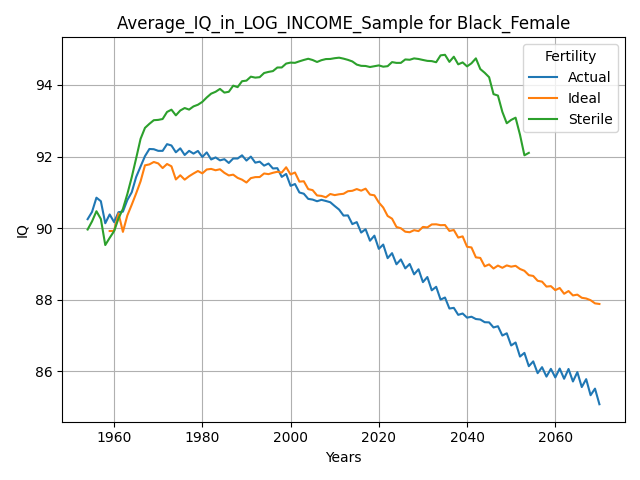 Average_IQ_in_LOG_INCOME_Sample for Black_Female
Fertility
Actual
Ideal
Sterile
IQ
94
92
90
88
86
1960
1980
2000
2020
2040
2060
Years